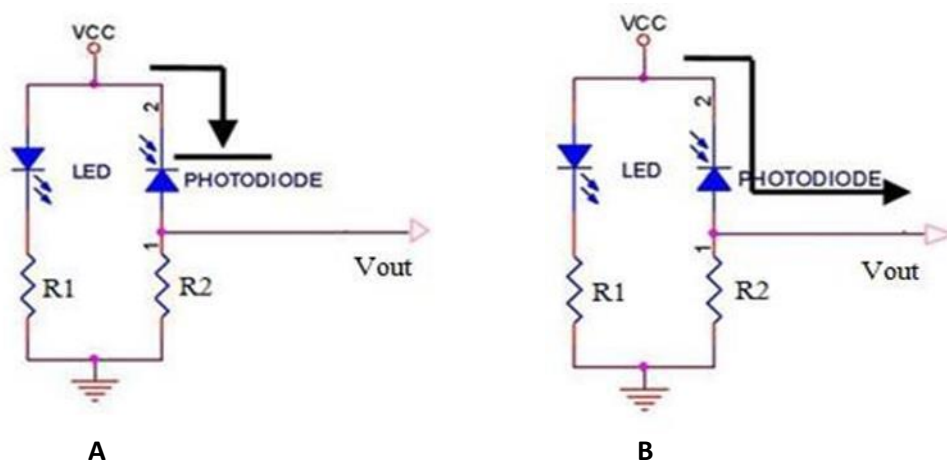 VCC
2
LED
PHOTODIODE
1
Vout
R1
R2
A
VCC
2
LED
PHOTODIODE
1
Vout
R1
R2
B